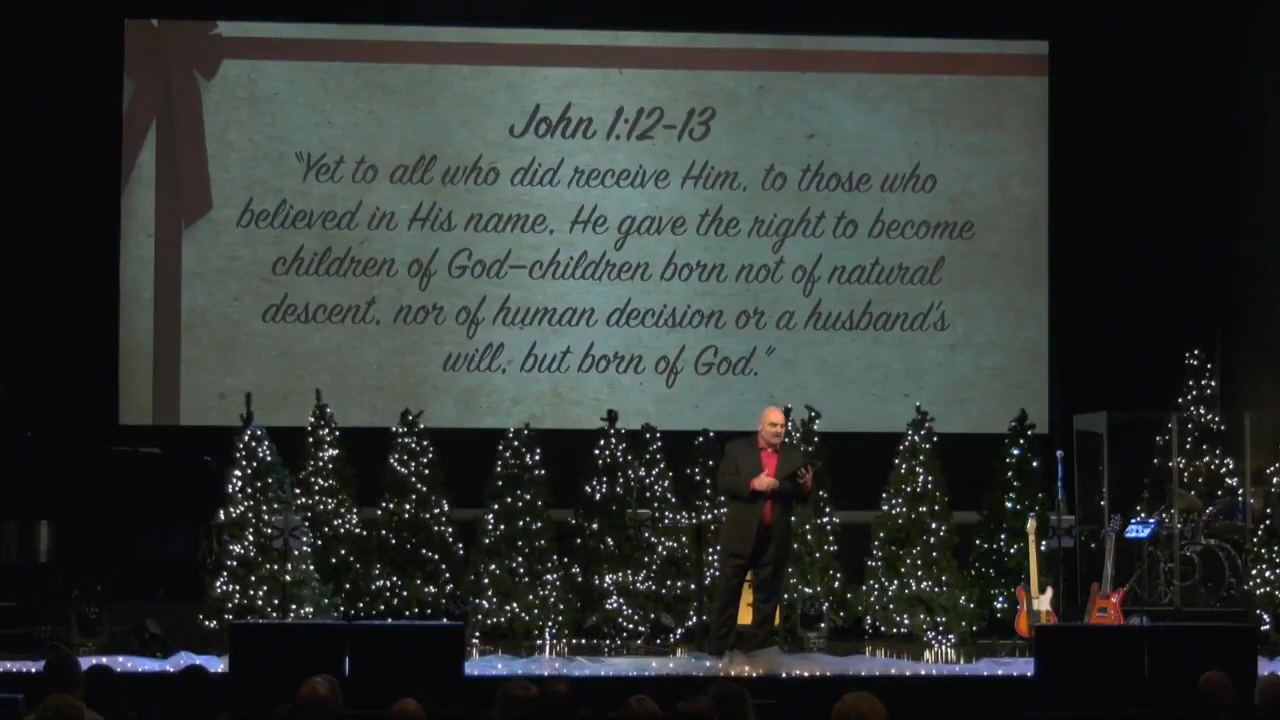 John 1:12-13
"Yet to all who did receive Him, to those who
believed in His name, He gave the right to become
children of God—children born not of natural
descent, nor of human decision or a husband's
will, but born of God."